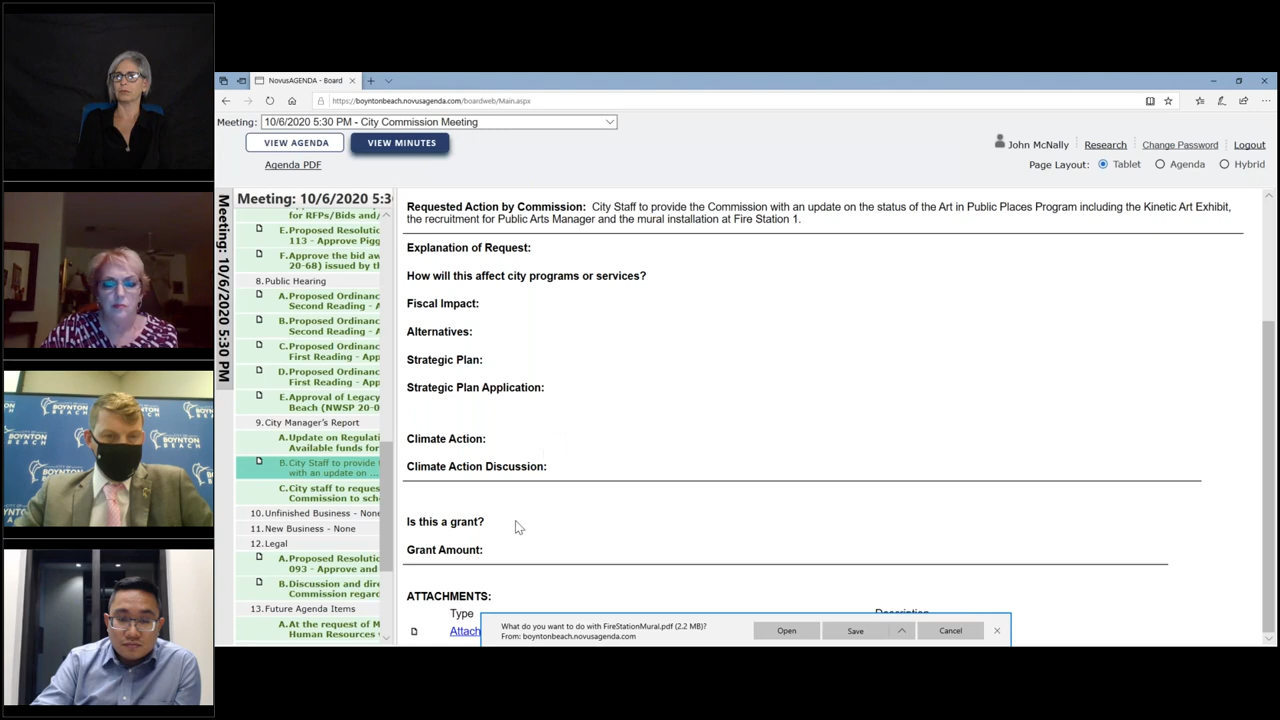 NovusAGENDA - Board
https://boyntonbeach.novusagenda.com/boardweb/Main.aspx
Meeting: 10/6/2020 5:30 PM - City Commission Meeting
VIEW AGENDA VIEW MINUTES
Agenda PDF
John McNally Research Change Password Logout
Page Layout: Tablet Agenda Hybrid
Meeting: 10/6/2020 5:30 PM
Meeting: 10/6/2020 5:3
for RFPs/Bids and/
E. Proposed Resolutic
113 - Approve Pigg
F. Approve the bid aw
20-68) issued by th
8. Public Hearing
A. Proposed Ordinanc
Second Reading - A
B. Proposed Ordinanc
Second Reading - A
C. Proposed Ordinanc
First Reading - App
D. Proposed Ordinanc
First Reading - App
E. Approval of Legacy
Beach (NWSP 20-0
9. City Manager's Report
A. Update on Regulati
Available funds for
B. City Staff to provide t
with an update on ...
C. City staff to reques
Commission to sche
10. Unfinished Business - None
11. New Business - None
12. Legal
A. Proposed Resolutic
093 - Approve and
B. Discussion and dire
Commission regard
13. Future Agenda Items
A. At the request of M
Human Resources
Requested Action by Commission: City Staff to provide the Commission with an update on the status of the Art in Public Places Program including the Kinetic Art Exhibit,
the recruitment for Public Arts Manager and the mural installation at Fire Station 1.
Explanation of Request:
How will this affect city programs or services?
Fiscal Impact:
Alternatives:
Strategic Plan:
Strategic Plan Application:
Climate Action:
Climate Action Discussion:
Is this a grant?
Grant Amount:
ATTACHMENTS:
Type Description
Attach
What do you want to do with FireStationMural.pdf (2.2 MB)?
From: boyntonbeach.novusagenda.com
Open Save Cancel
BOYNTON
BEACH
BOYNTON
BEACH